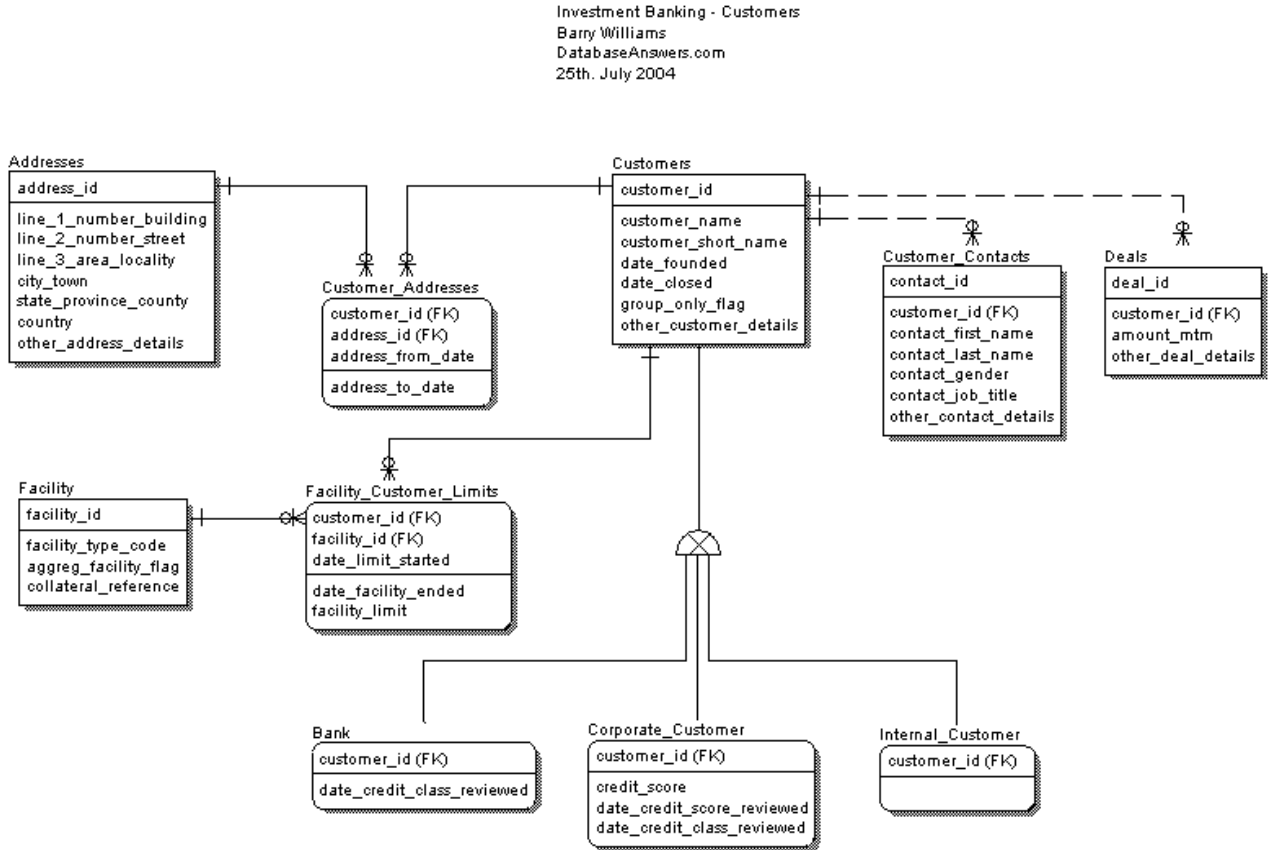 Investment Banking - Customers
Barry Williams
DatabaseAnswers.com
25th. July 2004
Addresses
address_id
line_1_number_building
line_2_number_street
line_3_area_locality
city_town
state_province_county
country
other_address_details
Customer_Addresses
customer_id (FK)
address_id (FK)
address_from_date
address_to_date
Customers
customer_id
customer_name
customer_short_name
date_founded
date_closed
group_only_flag
other_customer_details
Customer_Contacts
contact_id
customer_id (FK)
contact_first_name
contact_last_name
contact_gender
contact_job_title
other_contact_details
Deals
deal_id
customer_id (FK)
amount_mtm
other_deal_details
Facility
facility_id
facility_type_code
aggreg_facility_flag
collateral_reference
Facility_Customer_Limits
customer_id (FK)
facility_id (FK)
date_limit_started
date_facility_ended
facility_limit
Bank
customer_id (FK)
date_credit_class_reviewed
Corporate_Customer
customer_id (FK)
credit_score
date_credit_score_reviewed
date_credit_class_reviewed
Internal_Customer
customer_id (FK)